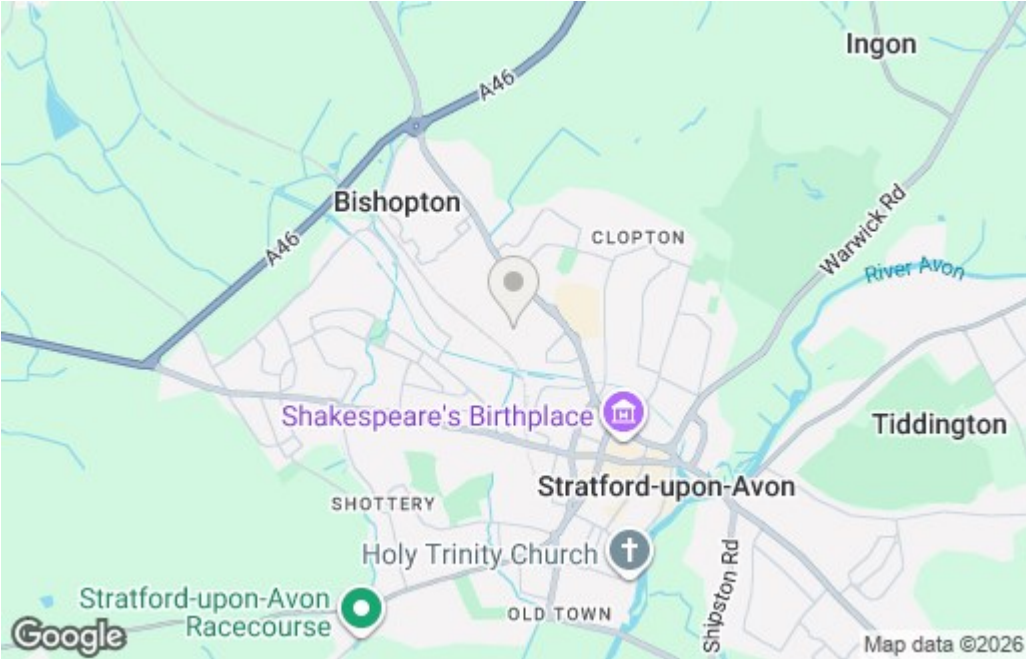 Ingon
A46
Bishopton
CLOPTON
A46
Warwick Rd
River Avon
Shakespeare's Birthplace
Tiddington
Stratford-upon-Avon
SHOTTERY
Holy Trinity Church
Shipston Rd
Stratford-upon-Avon
Racecourse
OLD TOWN
Google
Map data ©2026